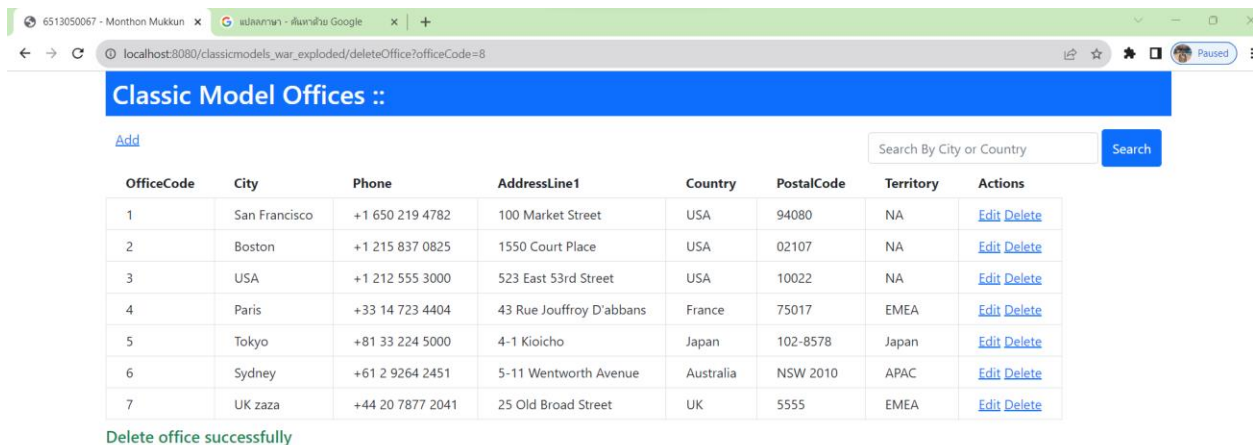 6513050067 - Monthon Mukkun
แปลภาษา - ค้นหาด้วย Google
localhost:8080/classicmodels_war_exploded/deleteOffice?officeCode=8
Paused
Classic Model Offices ::
Add
Search By City or Country
Search
OfficeCode City Phone AddressLine1 Country PostalCode Territory Actions
1 San Francisco +1 650 219 4782 100 Market Street USA 94080 NA Edit Delete
2 Boston +1 215 837 0825 1550 Court Place USA 02107 NA Edit Delete
3 USA +1 212 555 3000 523 East 53rd Street USA 10022 NA Edit Delete
4 Paris +33 14 723 4404 43 Rue Jouffroy D'abbans France 75017 EMEA Edit Delete
5 Tokyo +81 33 224 5000 4-1 Kioicho Japan 102-8578 Japan Edit Delete
6 Sydney +61 2 9264 2451 5-11 Wentworth Avenue Australia NSW 2010 APAC Edit Delete
7 UK zaza +44 20 7877 2041 25 Old Broad Street UK 5555 EMEA Edit Delete
Delete office successfully